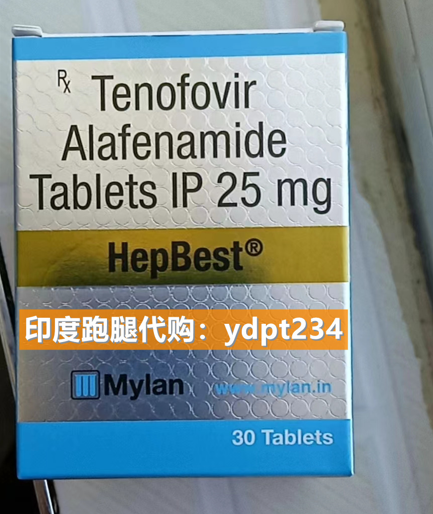 Rx Tenofovir
Alafenamide
Tablets IP 25 mg
HepBest®
印度跑腿代购：ydpt234
Mylan www.mylan.in
30 Tablets